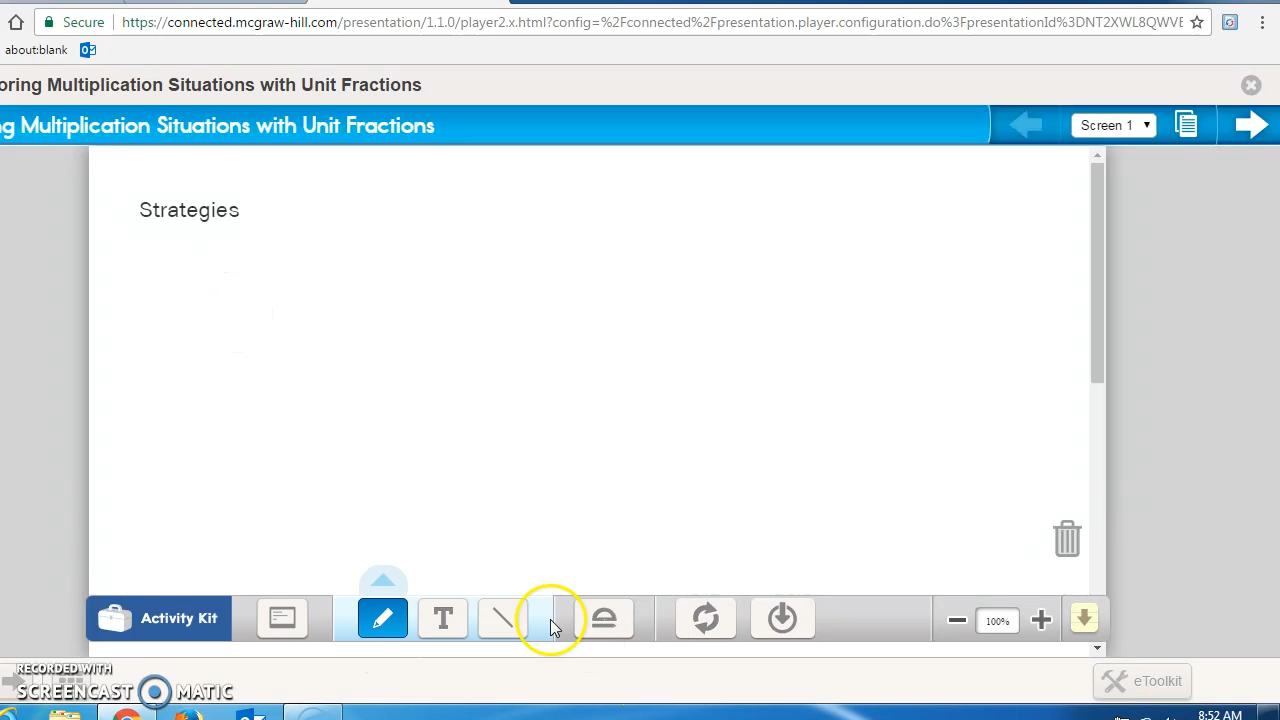 Secure https://connected.mcgraw-hill.com/presentation/1.1.0/player2.x.html?config=%2Fconnected%2Fpresentation.player.configuration.do%3FpresentationId%3DNT2XWL8QWVE
about:blank
oring Multiplication Situations with Unit Fractions
g Multiplication Situations with Unit Fractions
Screen 1
Strategies
Activity Kit
T
100%
RECORDED WITH
SCREENCAST MATIC
eToolkit
8:52 AM